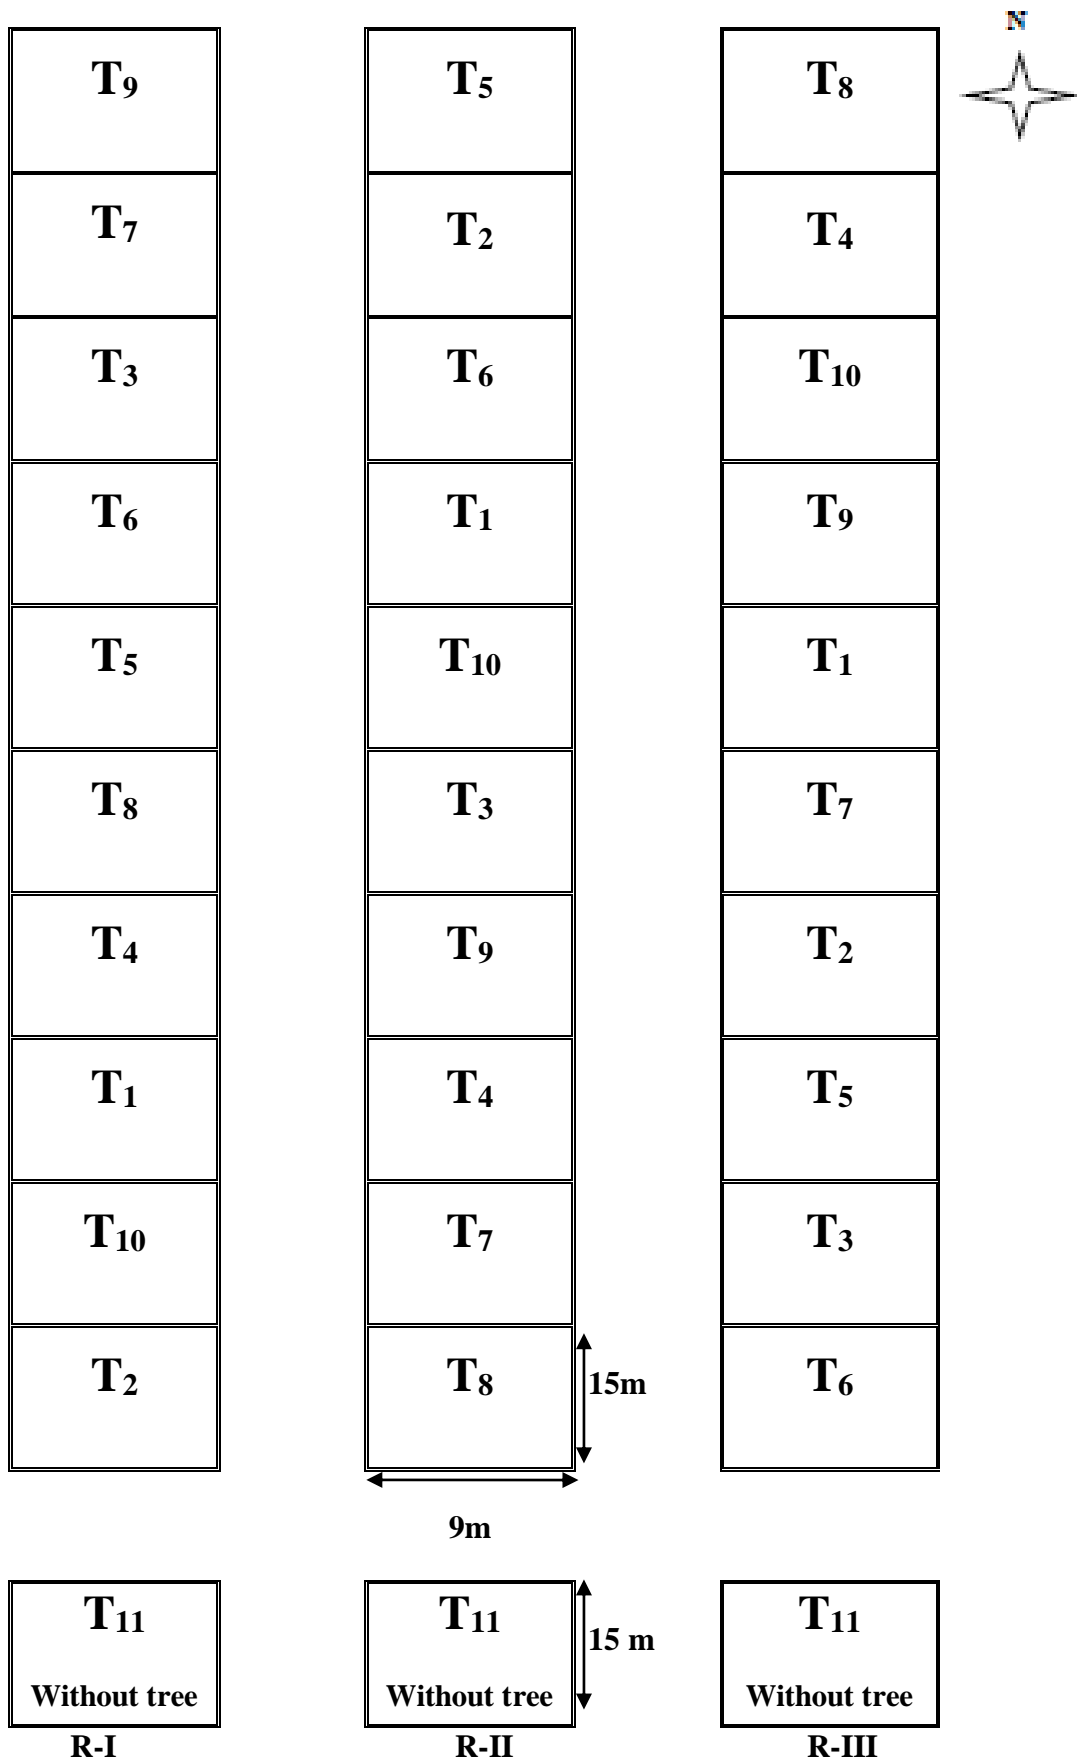 N
T9 T5 T8
T7 T2 T4
T3 T6 T10
T6 T1 T9
T5 T10 T1
T8 T3 T7
T4 T9 T2
T1 T4 T5
T10 T7 T3
T2 T8 T6
15m
9m
T11 T11 T11
15 m
Without tree Without tree Without tree
R-I R-II R-III